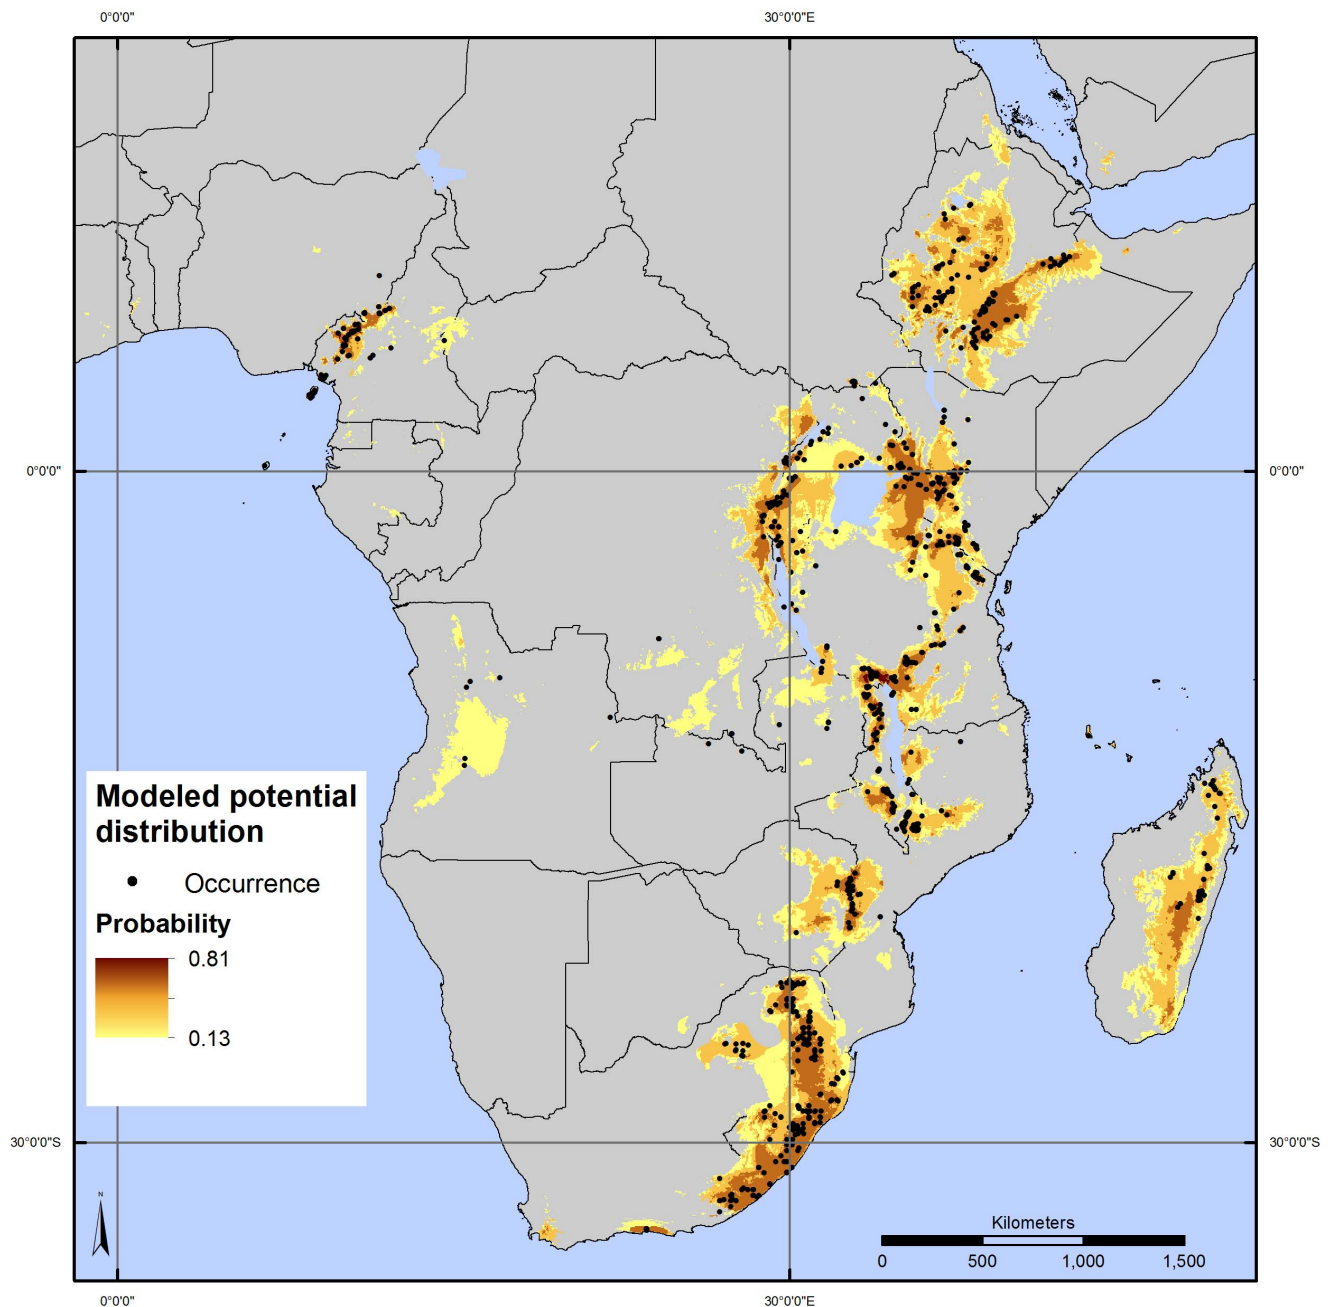 0°0'0"
30°0'0"E
0°0'0"
0°0'0"
Modeled potential
distribution
Occurrence
Probability
0.81
0.13
30°0'0"S
30°0'0"S
N
Kilometers
0 500 1,000 1,500
0°0'0"
30°0'0"E